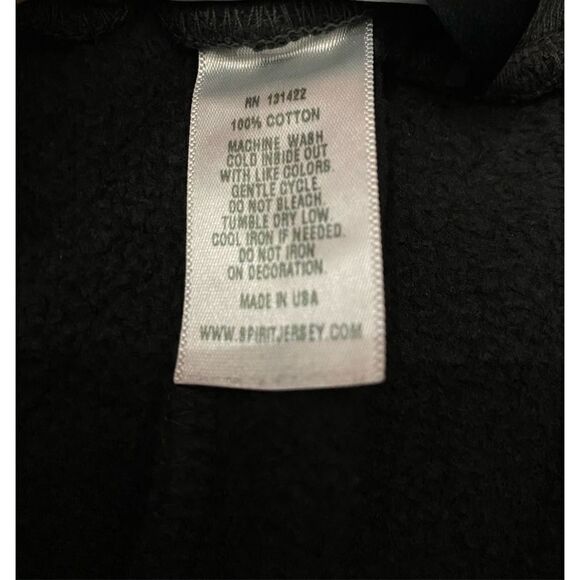 RN 131422
100% COTTON
MACHINE WASH
COLD INSIDE OUT
WITH LIKE COLORS.
GENTLE CYCLE.
DO NOT BLEACH.
TUMBLE DRY LOW.
COOL IRON IF NEEDED.
DO NOT IRON
ON DECORATION.
MADE IN USA
WWW.SPIRITJERSEY.COM